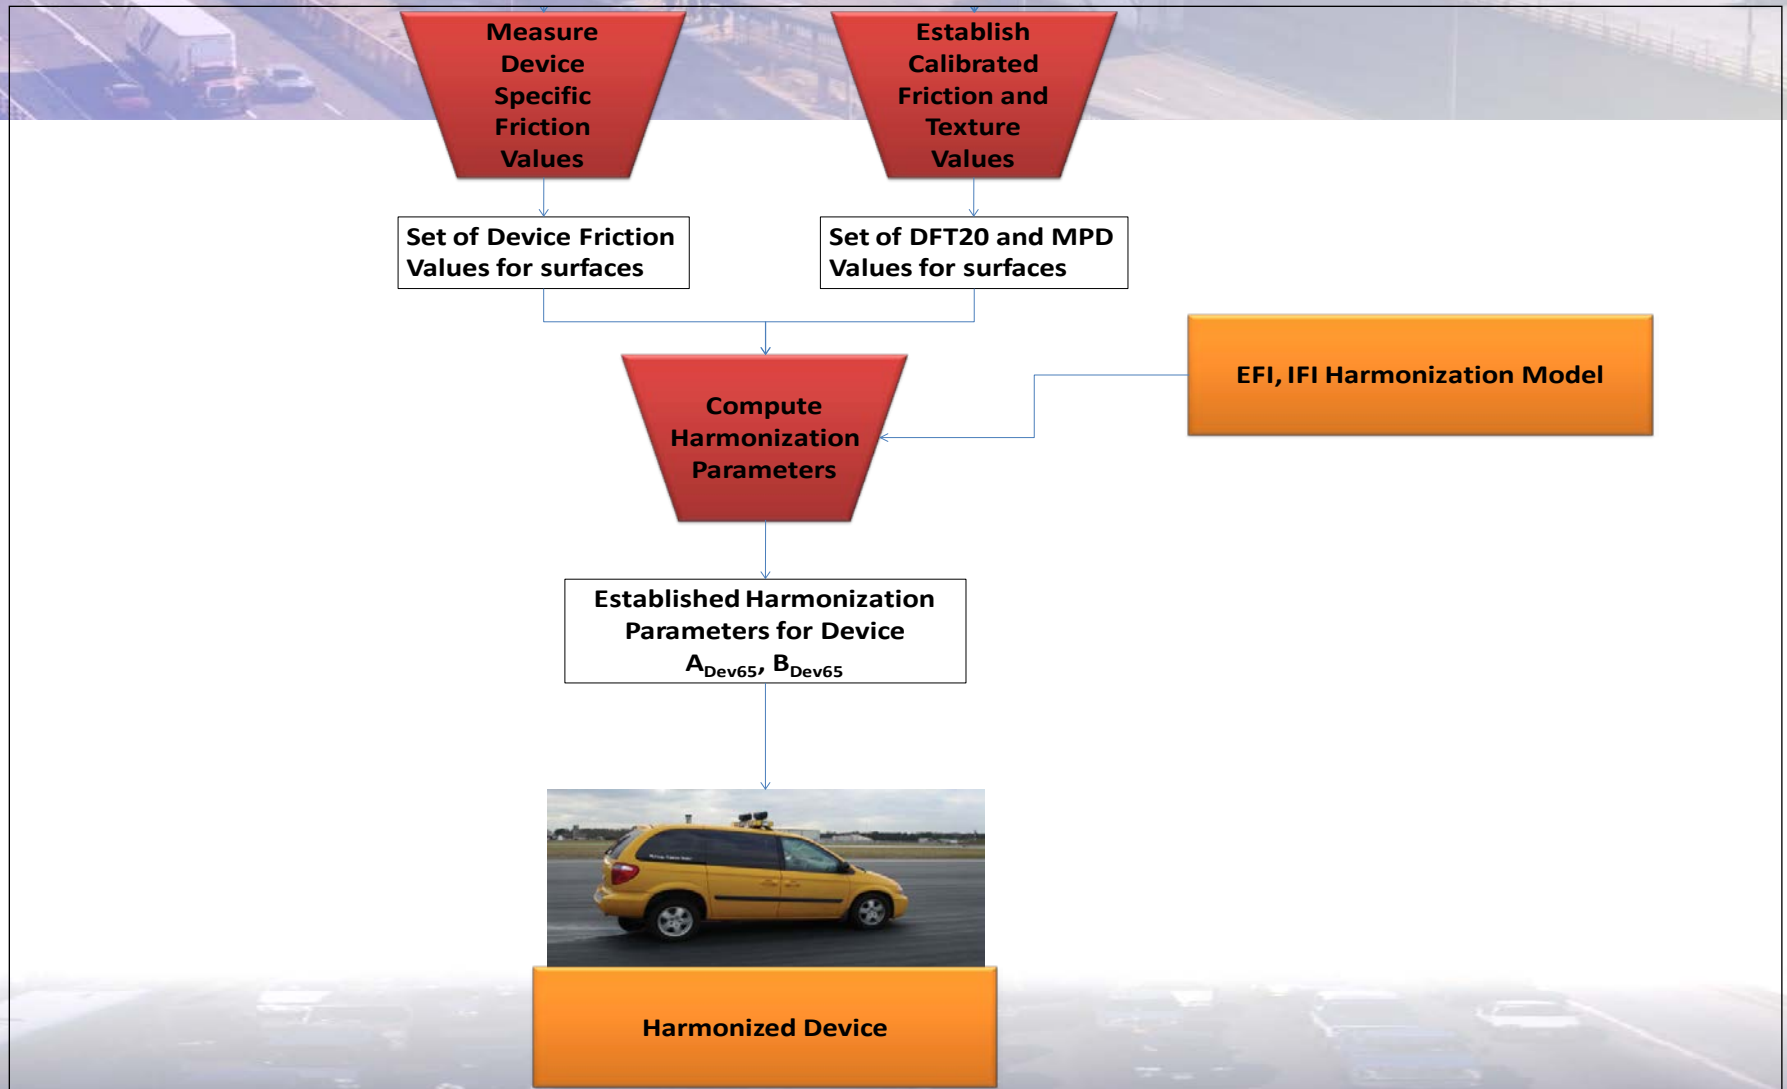 Measure
Device
Specific
Friction
Values
Establish
Calibrated
Friction and
Texture
Values
Set of Device Friction
Values for surfaces
Set of DFT20 and MPD
Values for surfaces
EFI, IFI Harmonization Model
Compute
Harmonization
Parameters
Established Harmonization
Parameters for Device
A_Dev65, B_Dev65
Harmonized Device